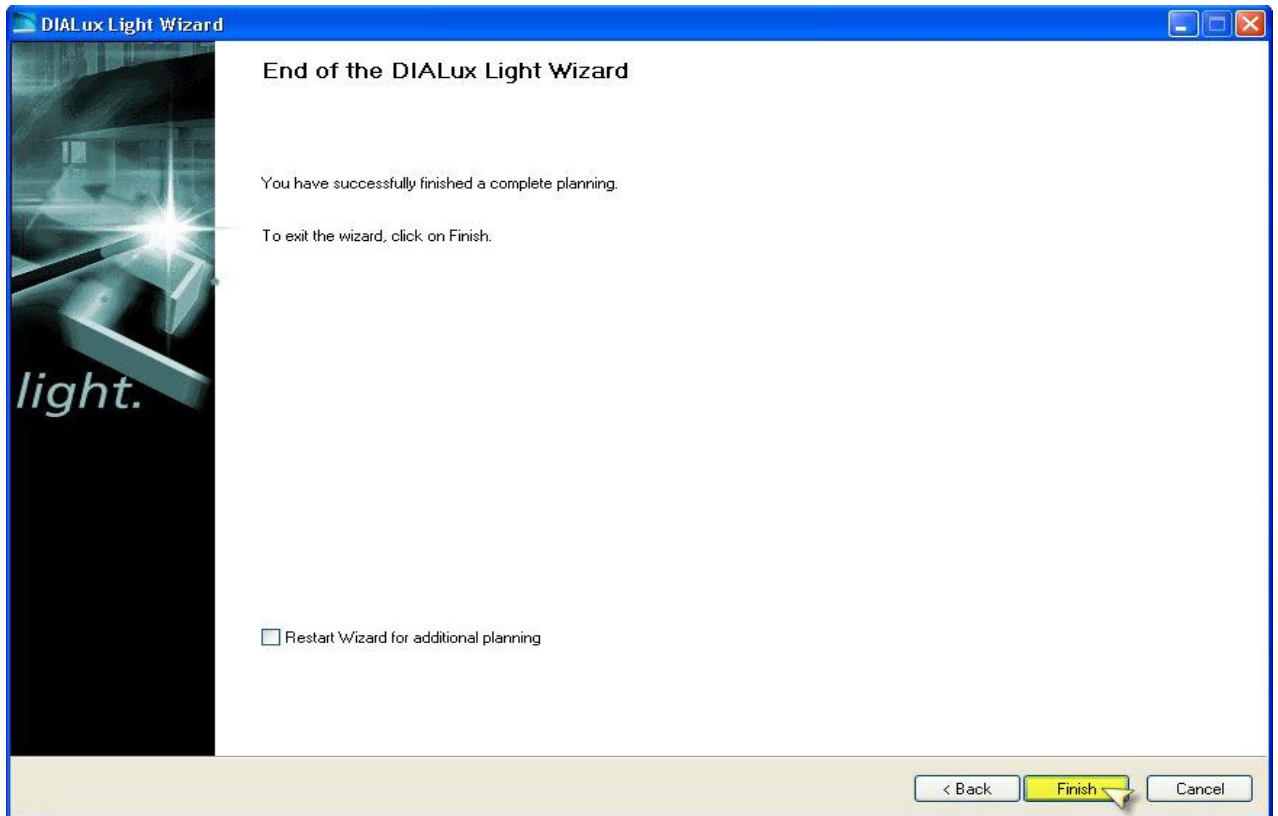 DIALux Light Wizard
End of the DIALux Light Wizard
You have successfully finished a complete planning.
To exit the wizard, click on Finish.
light.
Restart Wizard for additional planning
< Back
Finish
Cancel